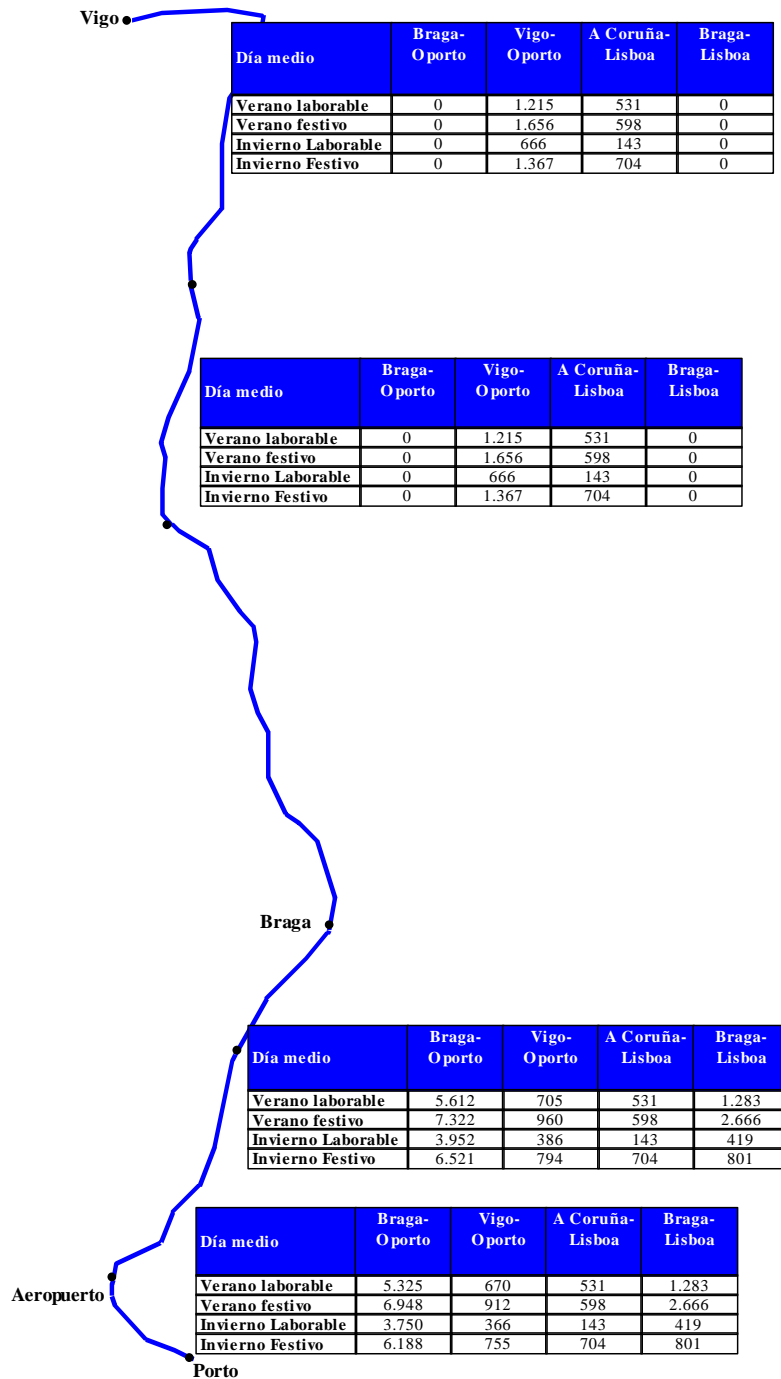 Vigo
Día medio Braga-Oporto Vigo-Oporto A Coruña-Lisboa Braga-Lisboa
Verano laborable 0 1.215 531 0
Verano festivo 0 1.656 598 0
Invierno Laborable 0 666 143 0
Invierno Festivo 0 1.367 704 0
Día medio Braga-Oporto Vigo-Oporto A Coruña-Lisboa Braga-Lisboa
Verano laborable 0 1.215 531 0
Verano festivo 0 1.656 598 0
Invierno Laborable 0 666 143 0
Invierno Festivo 0 1.367 704 0
Braga
Día medio Braga-Oporto Vigo-Oporto A Coruña-Lisboa Braga-Lisboa
Verano laborable 5.612 705 531 1.283
Verano festivo 7.322 960 598 2.666
Invierno Laborable 3.952 386 143 419
Invierno Festivo 6.521 794 704 801
Día medio Braga-Oporto Vigo-Oporto A Coruña-Lisboa Braga-Lisboa
Verano laborable 5.325 670 531 1.283
Verano festivo 6.948 912 598 2.666
Invierno Laborable 3.750 366 143 419
Invierno Festivo 6.188 755 704 801
Aeropuerto
Porto